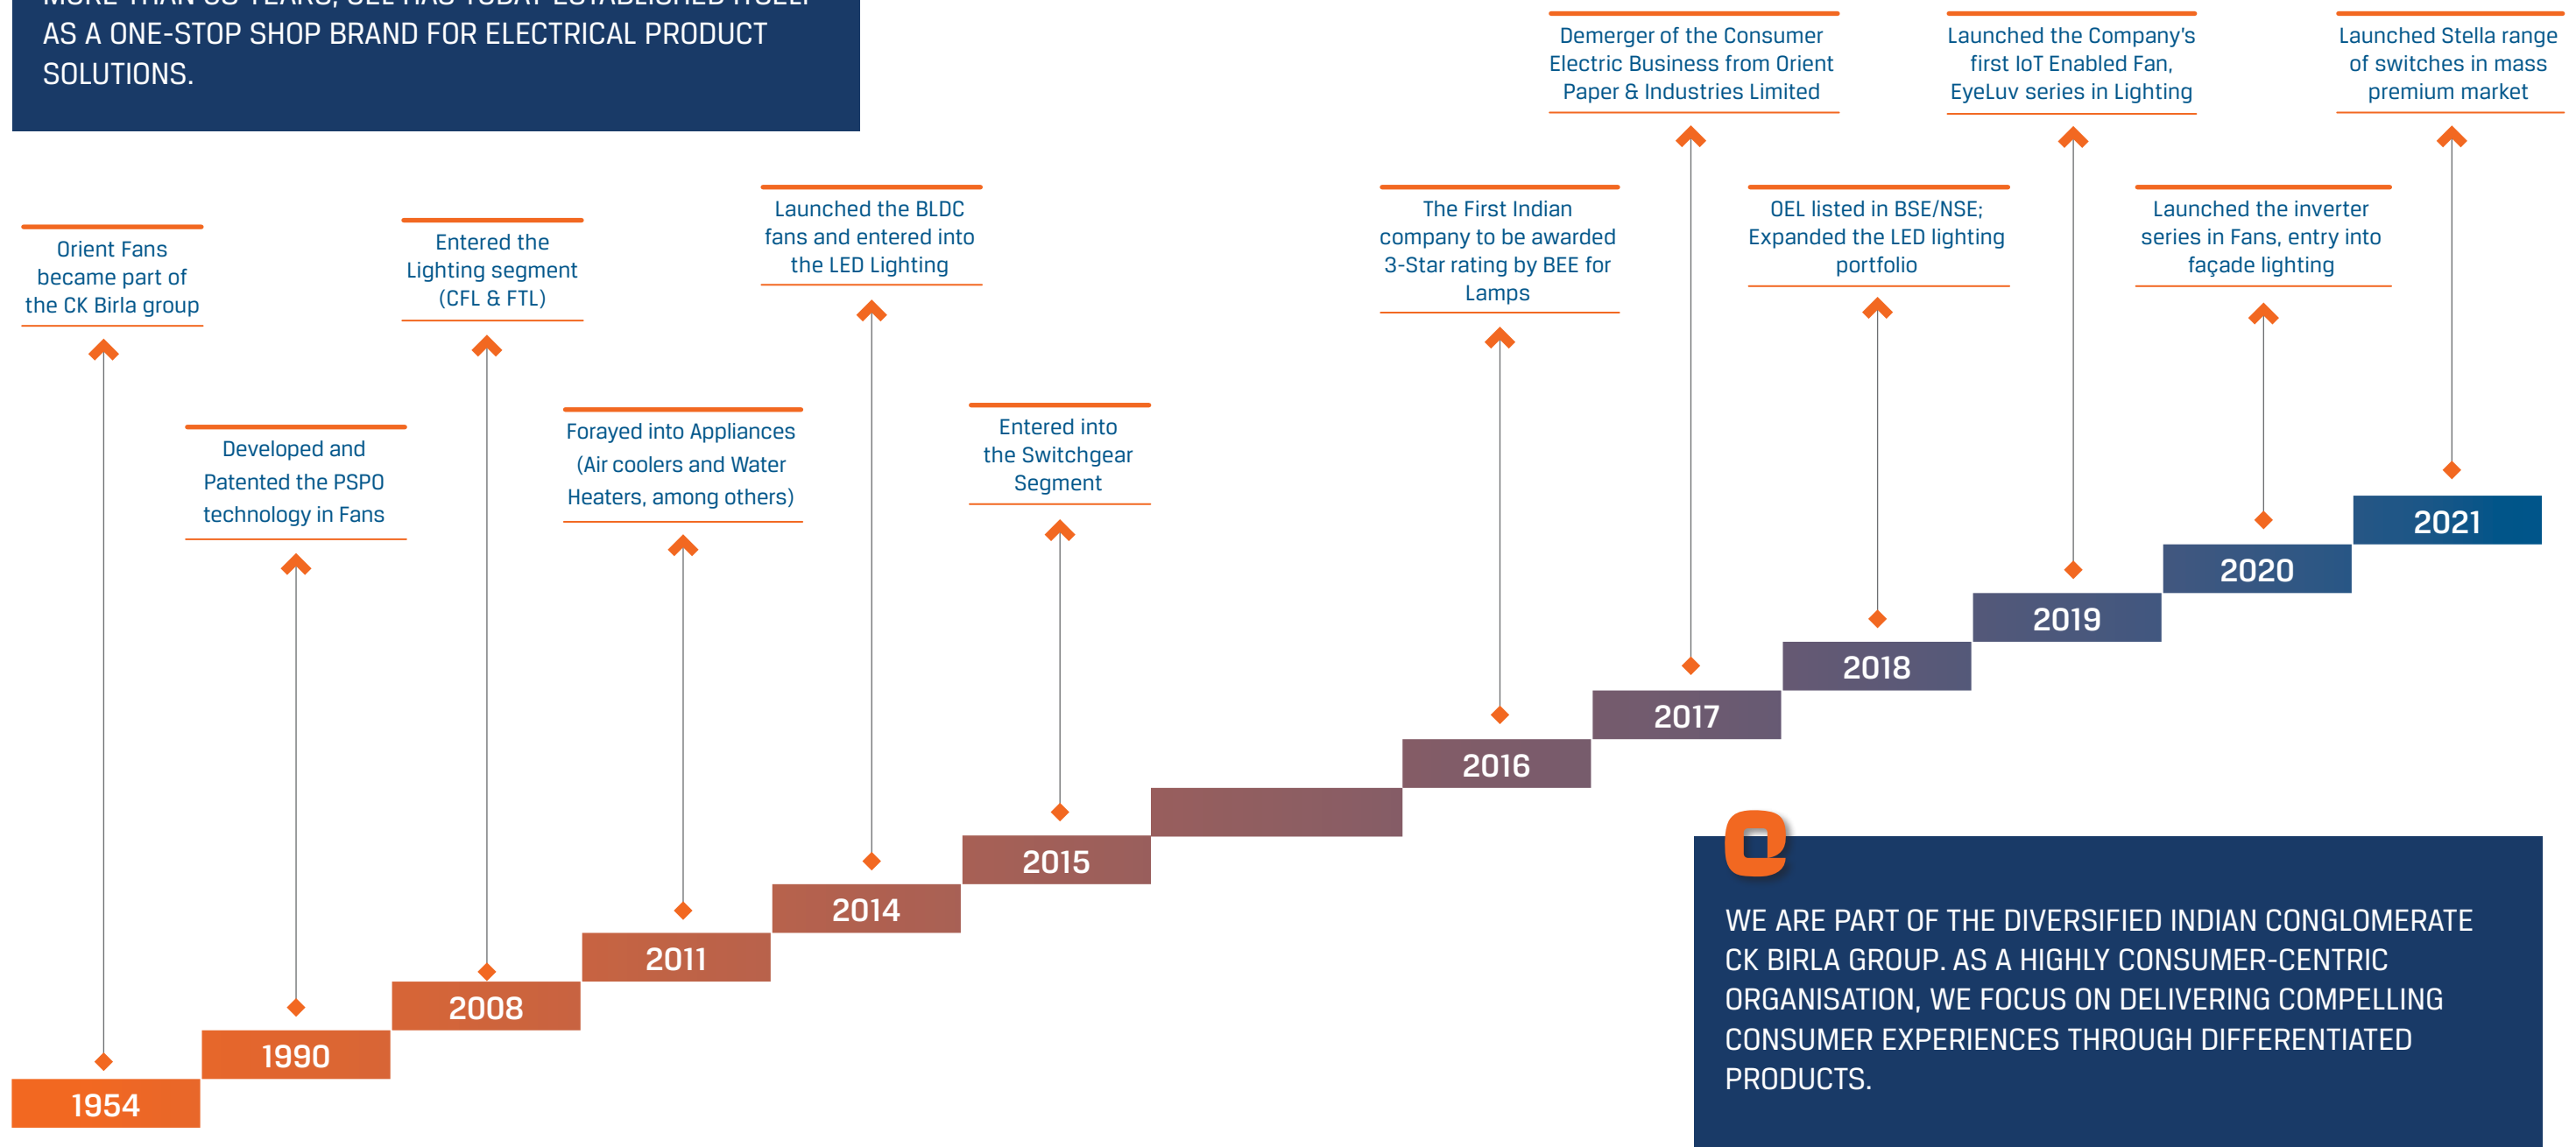 AS A ONE-STOP SHOP BRAND FOR ELECTRICAL PRODUCT
SOLUTIONS.
Orient Fans
became part of
the CK Birla group
1954
Developed and
Patented the PSPO
technology in Fans
1990
Entered the
Lighting segment
(CFL & FTL)
2008
Forayed into Appliances
(Air coolers and Water
Heaters, among others)
2011
Launched the BLDC
fans and entered into
the LED Lighting
2014
Entered into
the Switchgear
Segment
2015
The First Indian
company to be awarded
3-Star rating by BEE for
Lamps
2016
Demerger of the Consumer
Electric Business from Orient
Paper & Industries Limited
2017
OEL listed in BSE/NSE;
Expanded the LED lighting
portfolio
2018
Launched the Company's
first IoT Enabled Fan,
EyeLuv series in Lighting
2019
Launched the inverter
series in Fans, entry into
façade lighting
2020
Launched Stella range
of switches in mass
premium market
2021
WE ARE PART OF THE DIVERSIFIED INDIAN CONGLOMERATE
CK BIRLA GROUP. AS A HIGHLY CONSUMER-CENTRIC
ORGANISATION, WE FOCUS ON DELIVERING COMPELLING
CONSUMER EXPERIENCES THROUGH DIFFERENTIATED
PRODUCTS.